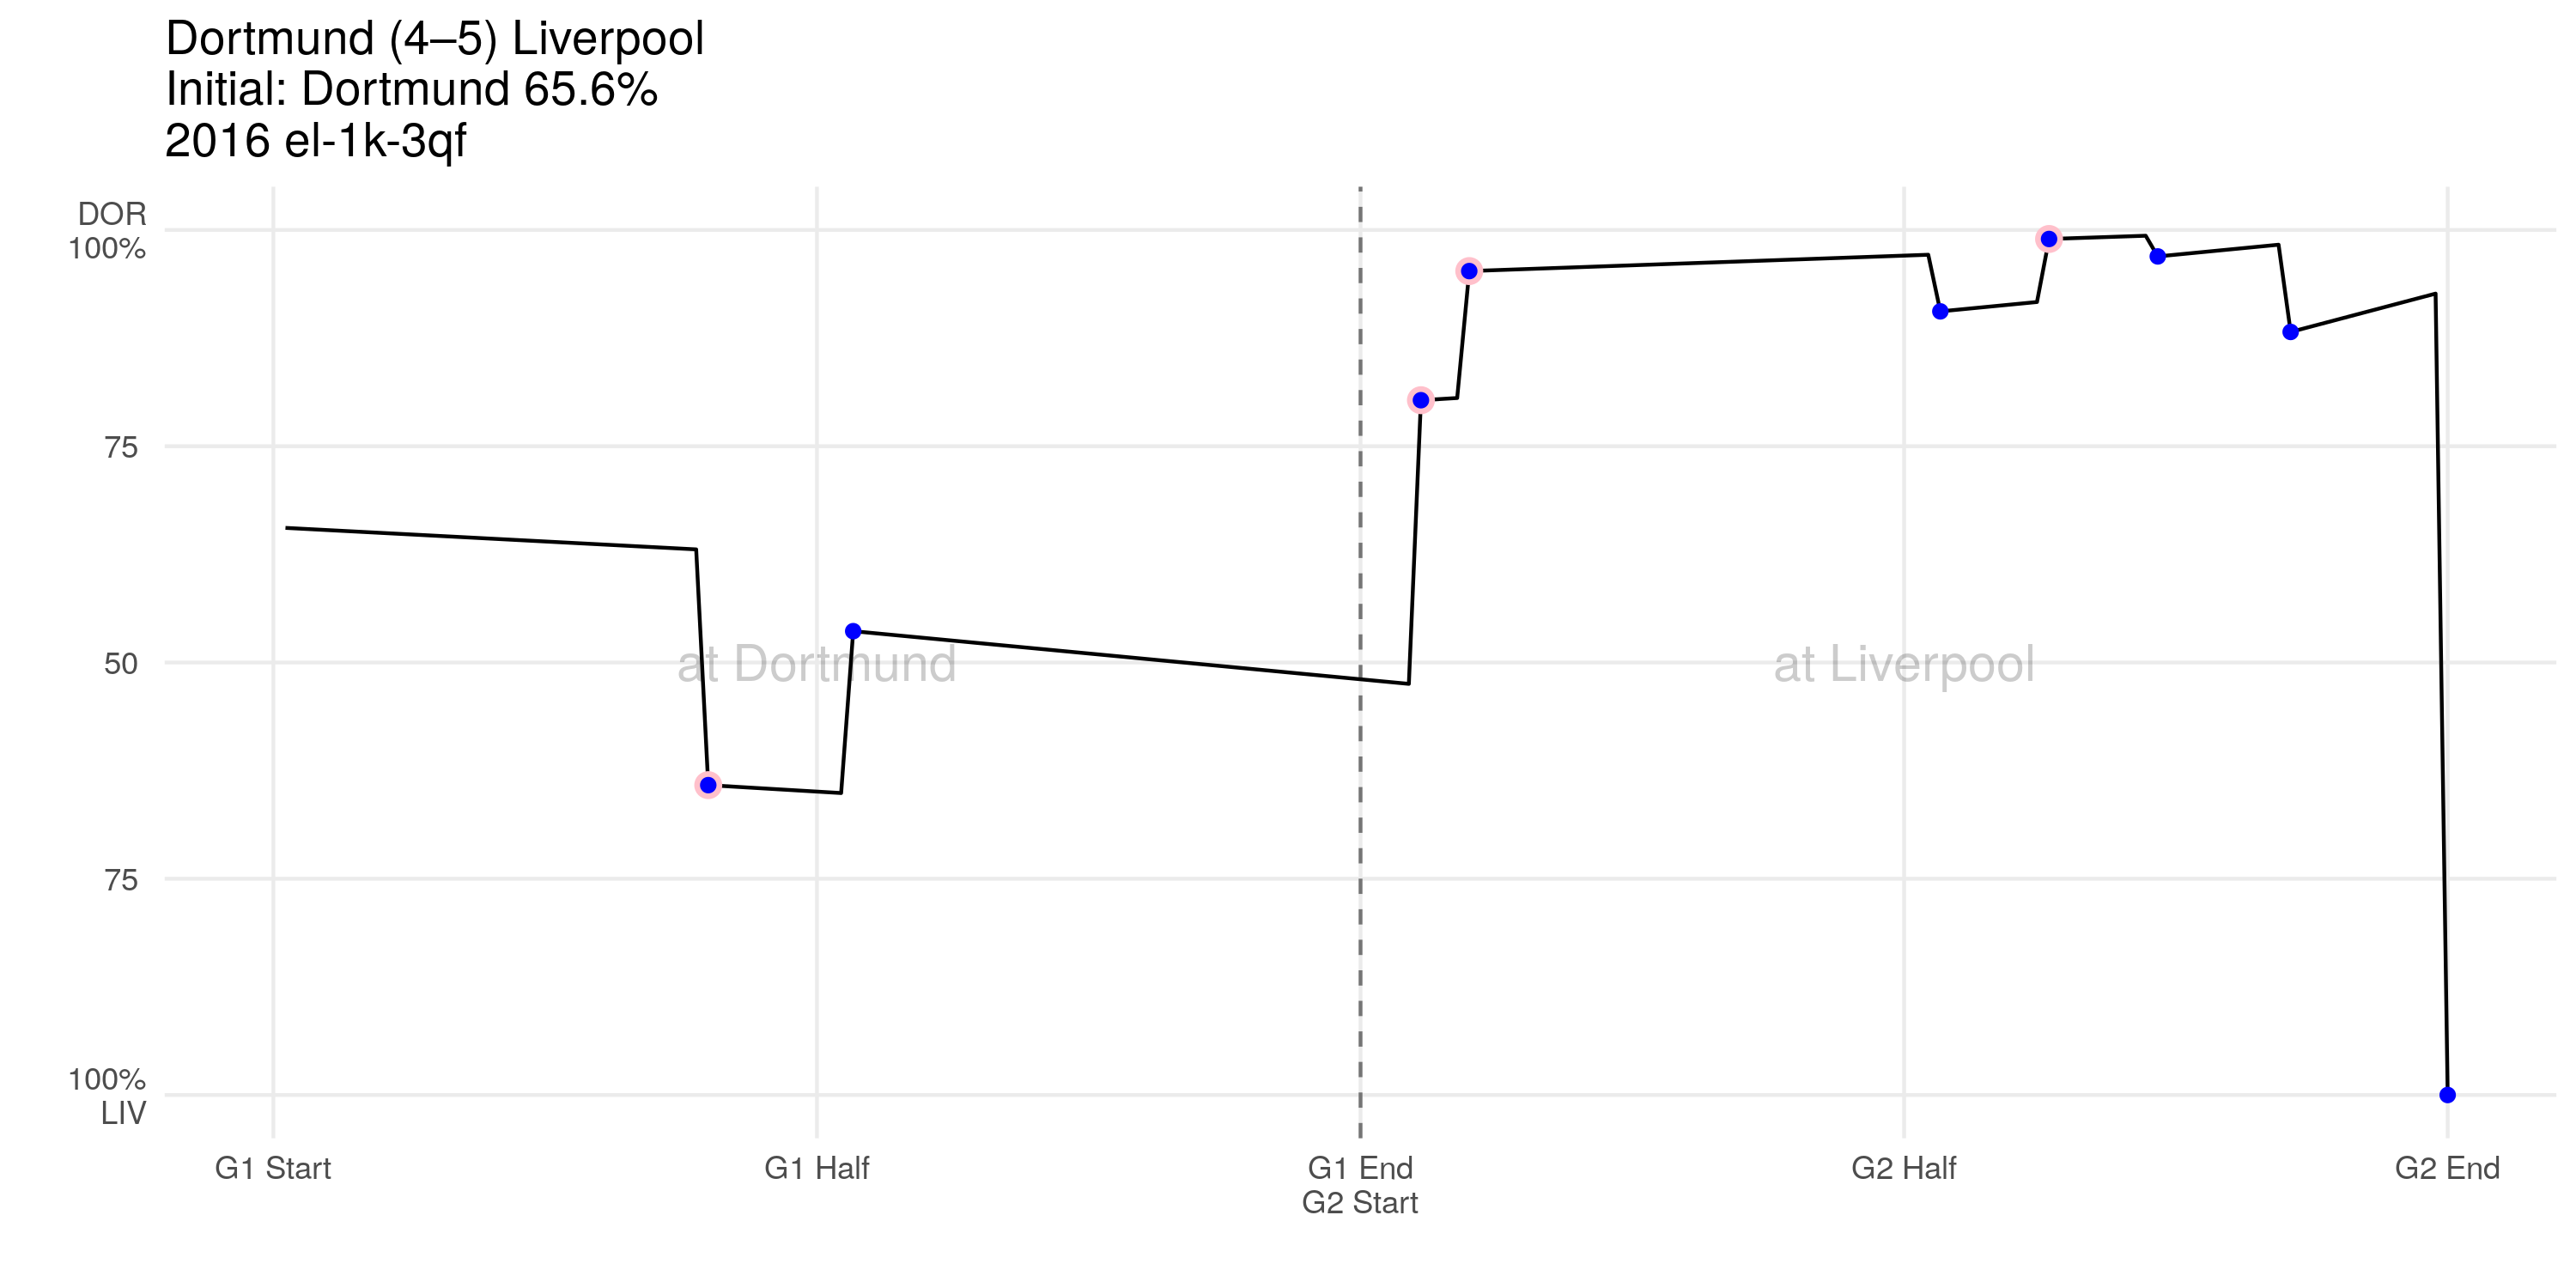 Dortmund (4–5) Liverpool
Initial: Dortmund 65.6%
2016 el-1k-3qf
DOR
100%
75
50
75
100%
LIV
at Dortmund
at Liverpool
G1 Start
G1 Half
G1 End
G2 Start
G2 Half
G2 End